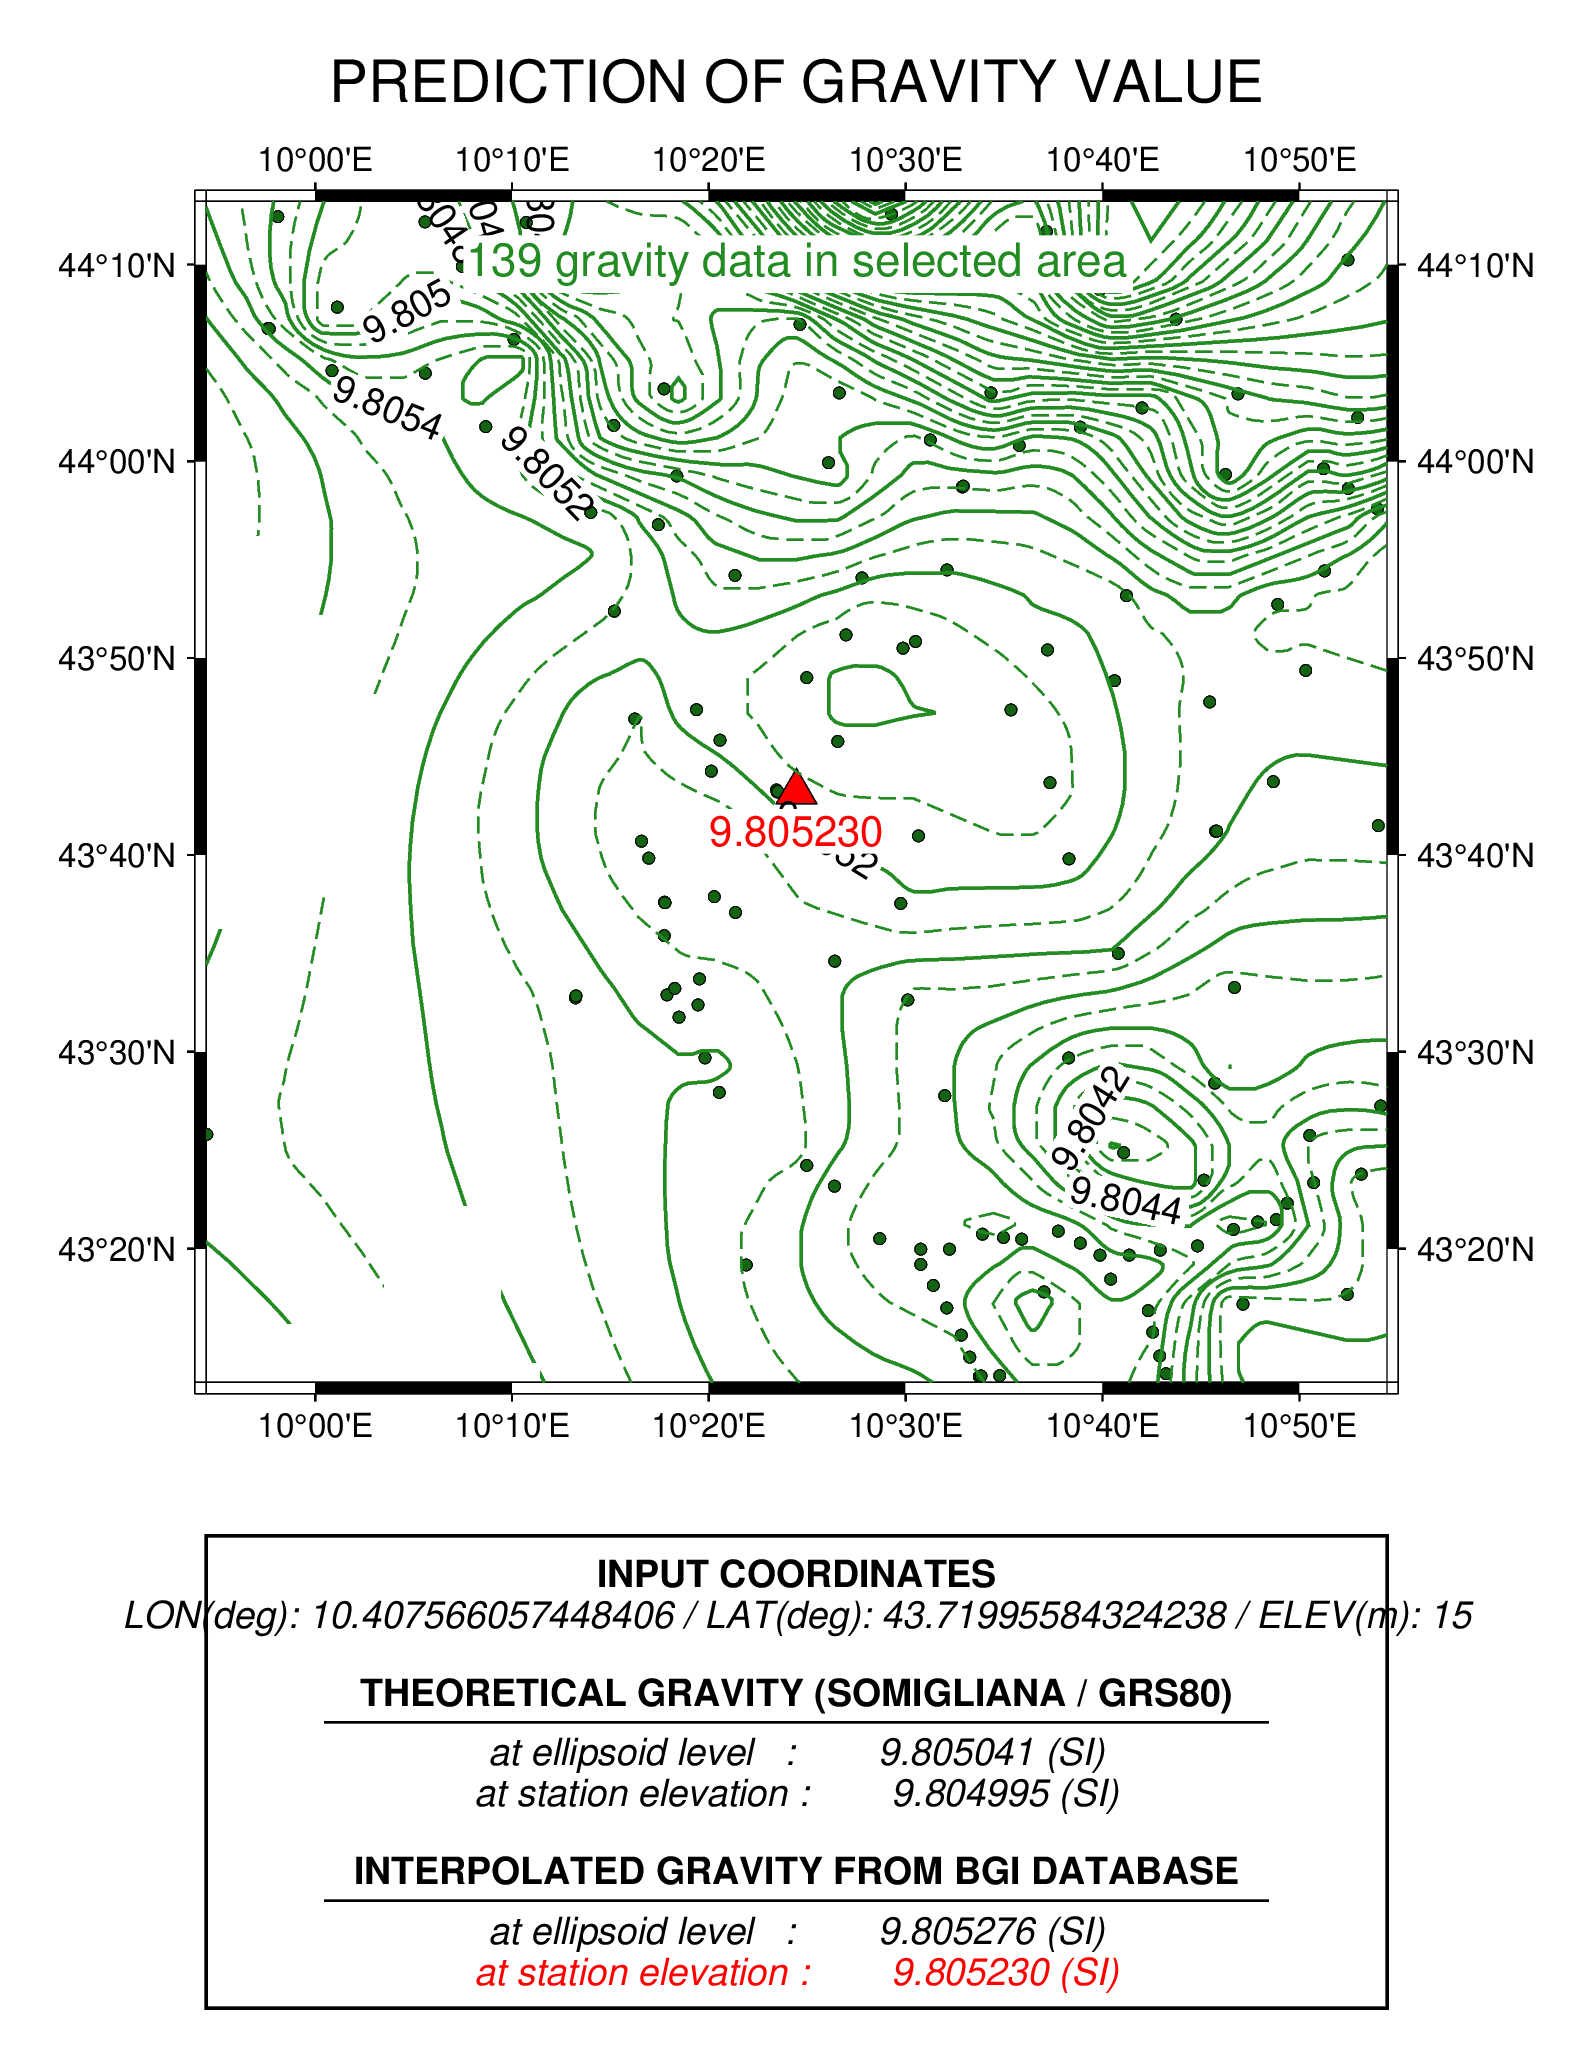 PREDICTION OF GRAVITY VALUE
10°00'E 10°10'E 10°20'E 10°30'E 10°40'E 10°50'E
139 gravity data in selected area
44°10'N 44°10'N
9.805
9.8054
9.8052
44°00'N 44°00'N
43°50'N 43°50'N
9.805230
43°40'N 43°40'N
43°30'N 43°30'N
9.8042
9.8044
43°20'N 43°20'N
10°00'E 10°10'E 10°20'E 10°30'E 10°40'E 10°50'E
INPUT COORDINATES
LON(deg): 10.407566057448406 / LAT(deg): 43.71995584324238 / ELEV(m): 15
THEORETICAL GRAVITY (SOMIGLIANA / GRS80)
at ellipsoid level : 9.805041 (SI)
at station elevation : 9.804995 (SI)
INTERPOLATED GRAVITY FROM BGI DATABASE
at ellipsoid level : 9.805276 (SI)
at station elevation : 9.805230 (SI)